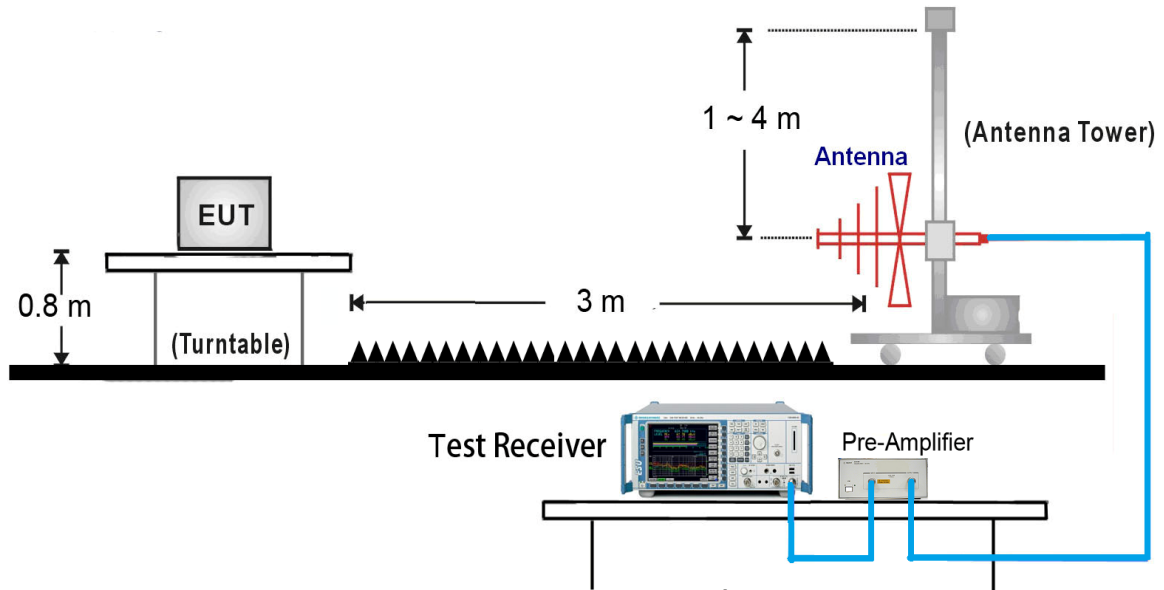 1 ~ 4 m
(Antenna Tower)
Antenna
EUT
0.8 m
3 m
(Turntable)
Test Receiver
Pre-Amplifier